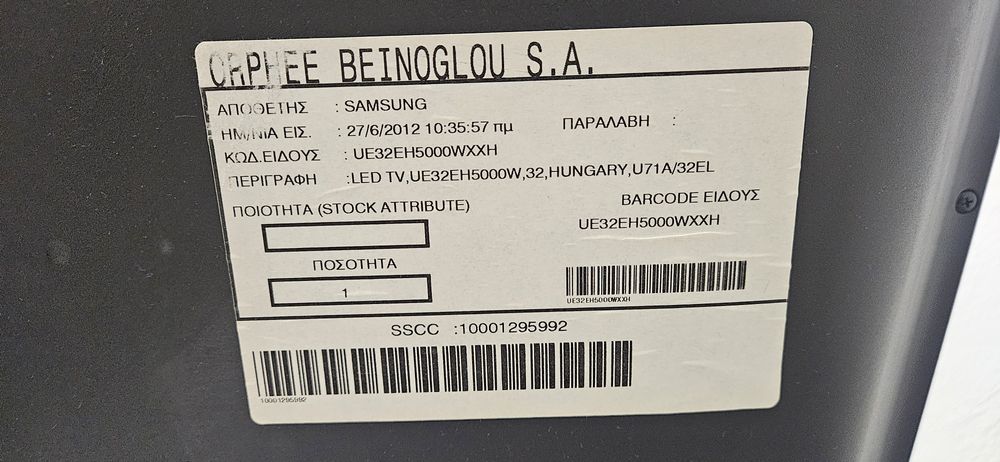 ORPHEE BEINOGLOU S.A.
ΑΠΟΘΕΤΗΣ : SAMSUNG
ΗΜ/ΝΙΑ ΕΙΣ. : 27/6/2012 10:35:57 πμ ΠΑΡΑΛΑΒΗ :
ΚΩΔ.ΕΙΔΟΥΣ : UE32EH5000WXXH
ΠΕΡΙΓΡΑΦΗ :LED TV,UE32EH5000W,32,HUNGARY,U71A/32EL
ΠΟΙΟΤΗΤΑ (STOCK ATTRIBUTE) BARCODE ΕΙΔΟΥΣ
UE32EH5000WXXH
ΠΟΣΟΤΗΤΑ
1
UE32EH5000WXXH
SSCC :10001295992
10001295992